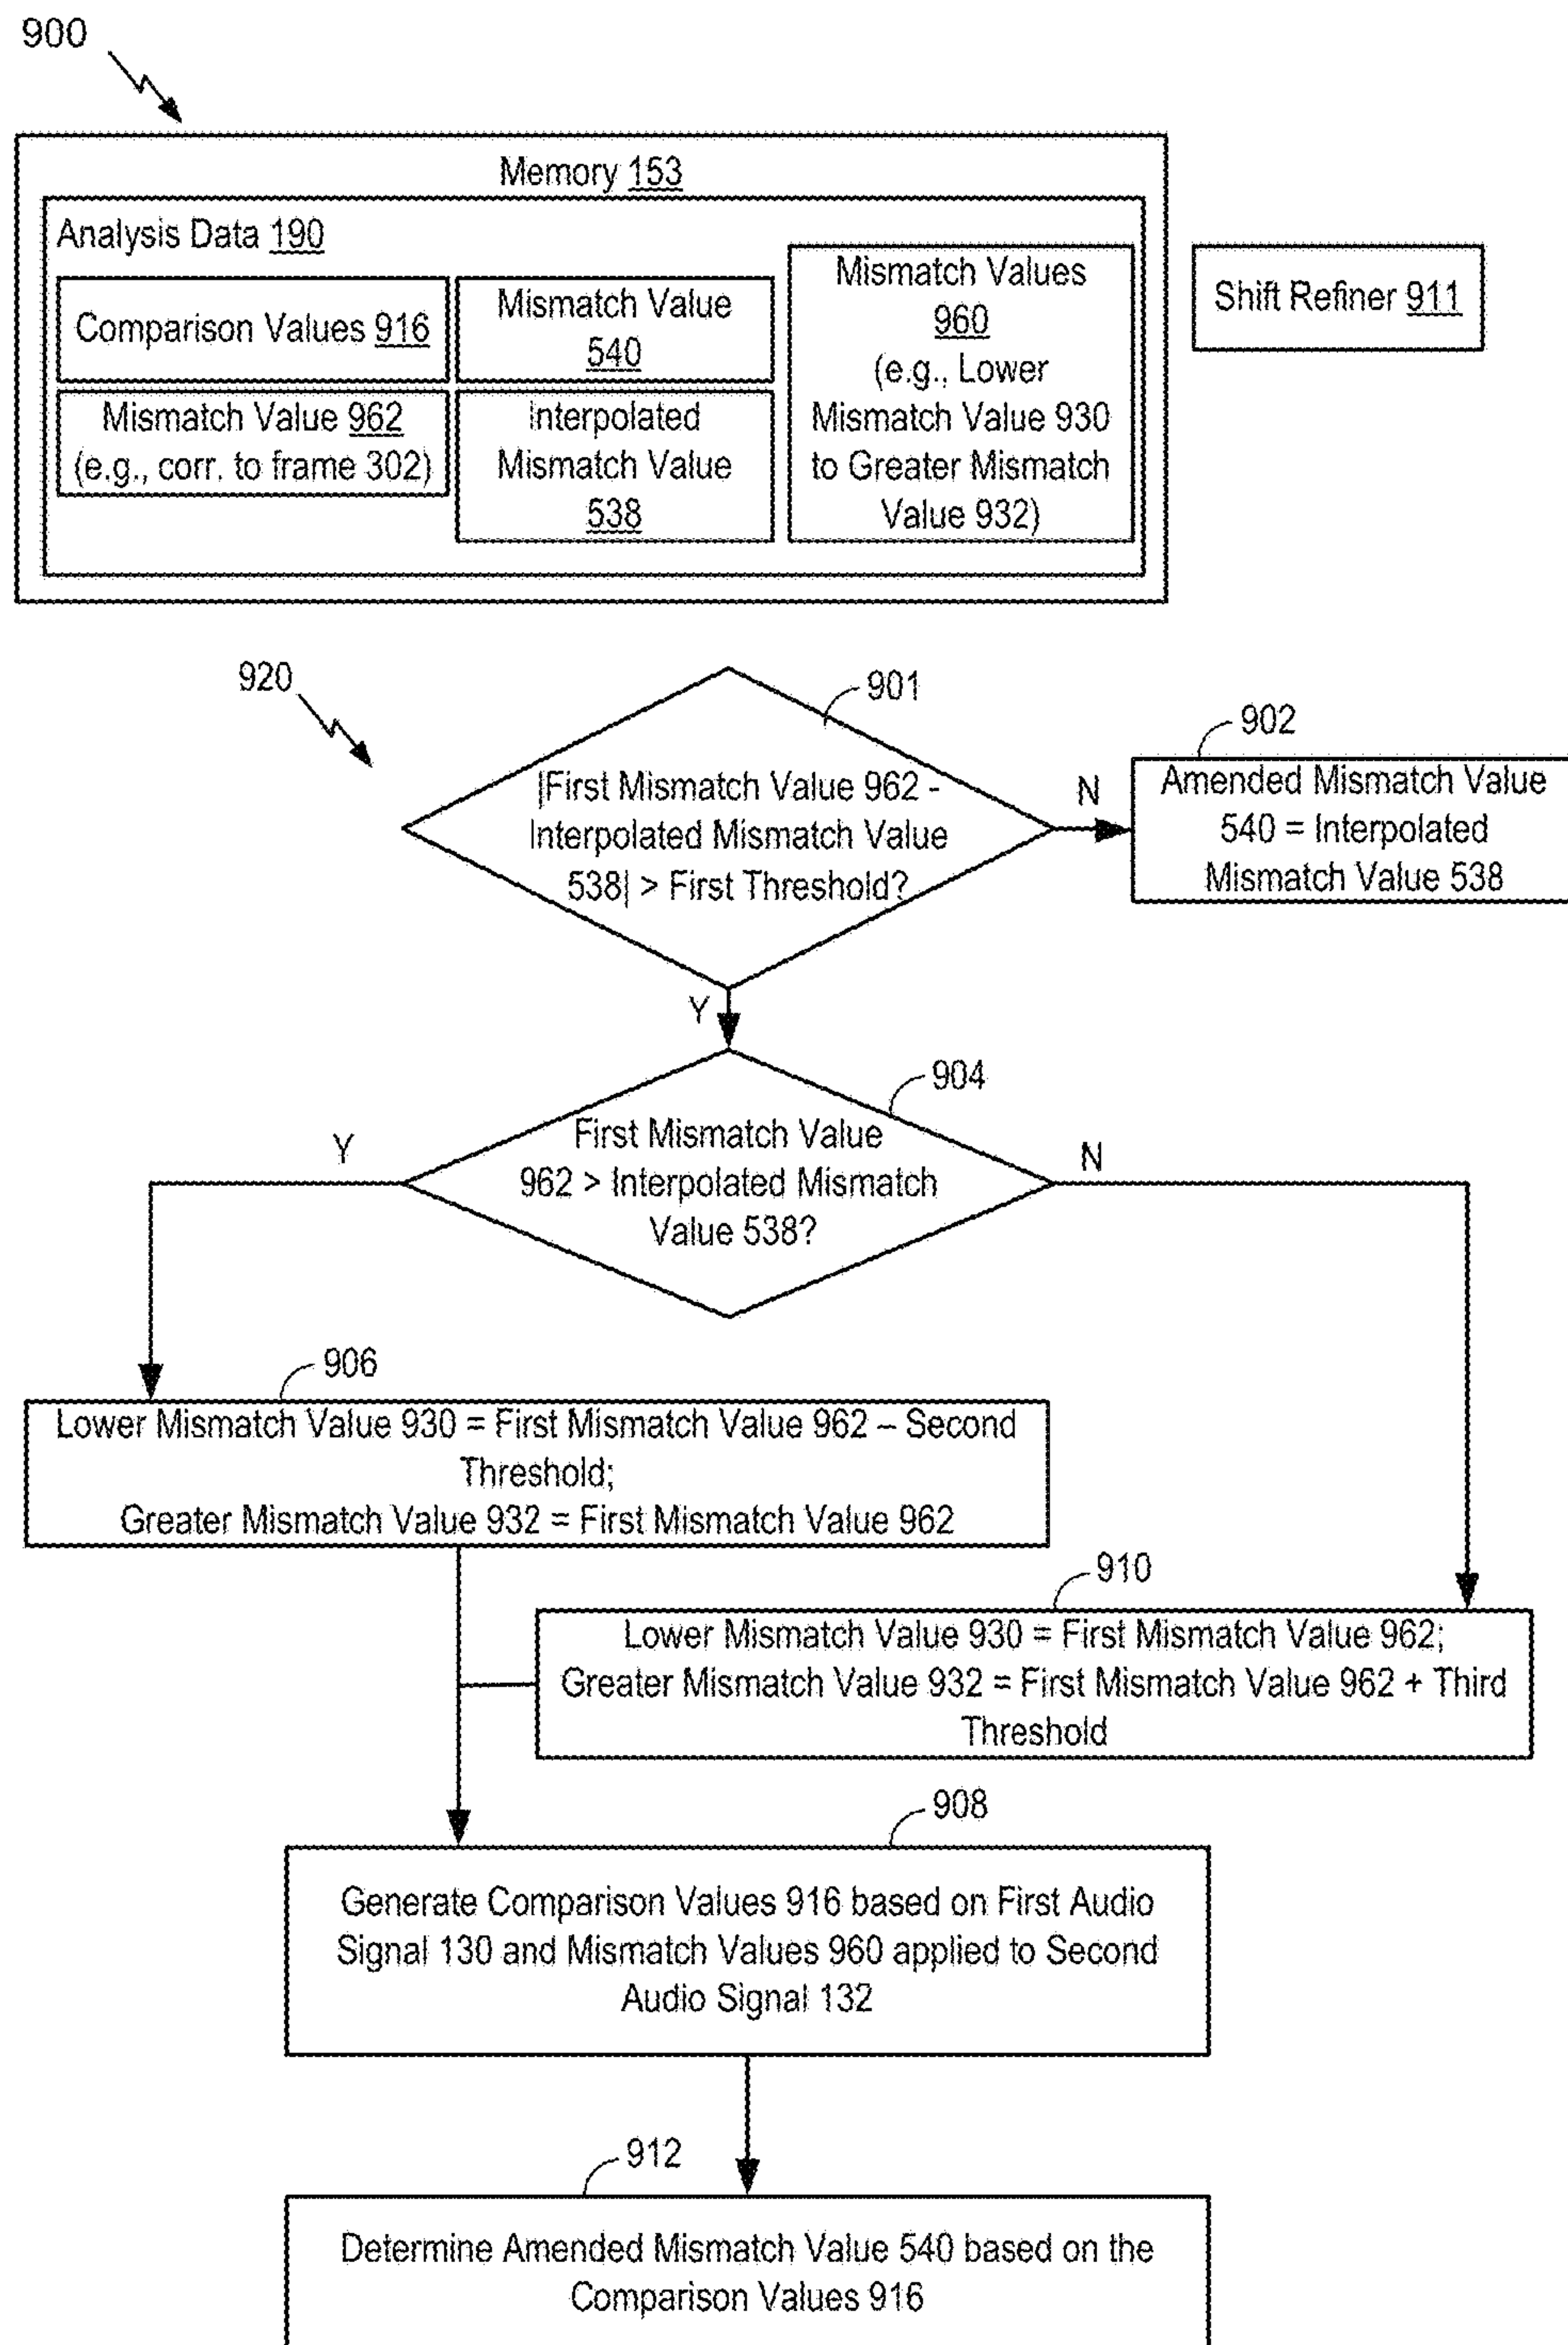 900
Memory 153
Analysis Data 190
Comparison Values 916
Mismatch Value
540
Mismatch Values
960
(e.g., Lower
Mismatch Value 930
to Greater Mismatch
Value 932)
Mismatch Value 962
(e.g., corr. to frame 302)
Interpolated
Mismatch Value
538
Shift Refiner 911
920
901
|First Mismatch Value 962 -
Interpolated Mismatch Value
538| > First Threshold?
N
902
Amended Mismatch Value
540 = Interpolated
Mismatch Value 538
Y
904
First Mismatch Value
962 > Interpolated Mismatch
Value 538?
Y
N
906
Lower Mismatch Value 930 = First Mismatch Value 962 – Second
Threshold;
Greater Mismatch Value 932 = First Mismatch Value 962
910
Lower Mismatch Value 930 = First Mismatch Value 962;
Greater Mismatch Value 932 = First Mismatch Value 962 + Third
Threshold
908
Generate Comparison Values 916 based on First Audio
Signal 130 and Mismatch Values 960 applied to Second
Audio Signal 132
912
Determine Amended Mismatch Value 540 based on the
Comparison Values 916